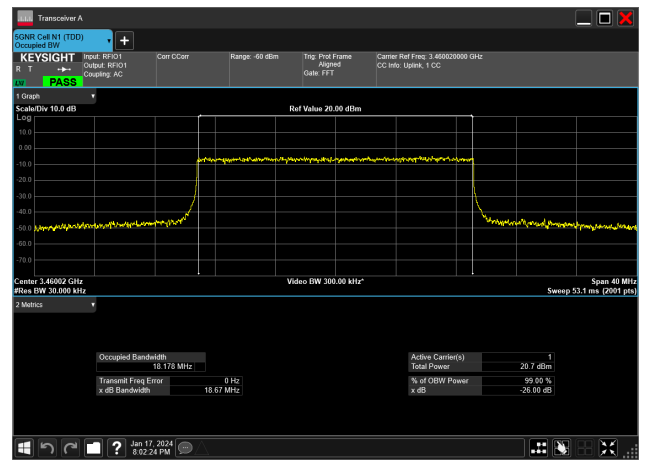 Transceiver A
5GNR Cell N1 (TDD)
Occupied BW
KEYSIGHT
R T
PASS
Input: RFIO1
Output: RFIO1
Coupling: AC
Corr CCorr
Range: -60 dBm
Trig: Prot Frame
Aligned
Gate: FFT
Carrier Ref Freq: 3.460020000 GHz
CC Info: Uplink, 1 CC
1 Graph
Scale/Div 10.0 dB
Ref Value 20.00 dBm
Log
10.0
0.00
-10.0
-20.0
-30.0
-40.0
-50.0
-60.0
-70.0
Center 3.46002 GHz
Video BW 300.00 kHz*
Span 40 MHz
#Res BW 30.000 kHz
Sweep 53.1 ms (2001 pts)
2 Metrics
Occupied Bandwidth
18.178 MHz
Active Carrier(s) 1
Total Power 20.7 dBm
Transmit Freq Error 0 Hz
x dB Bandwidth 18.67 MHz
% of OBW Power 99.00 %
x dB -26.00 dB
Jan 17, 2024
8:02:24 PM